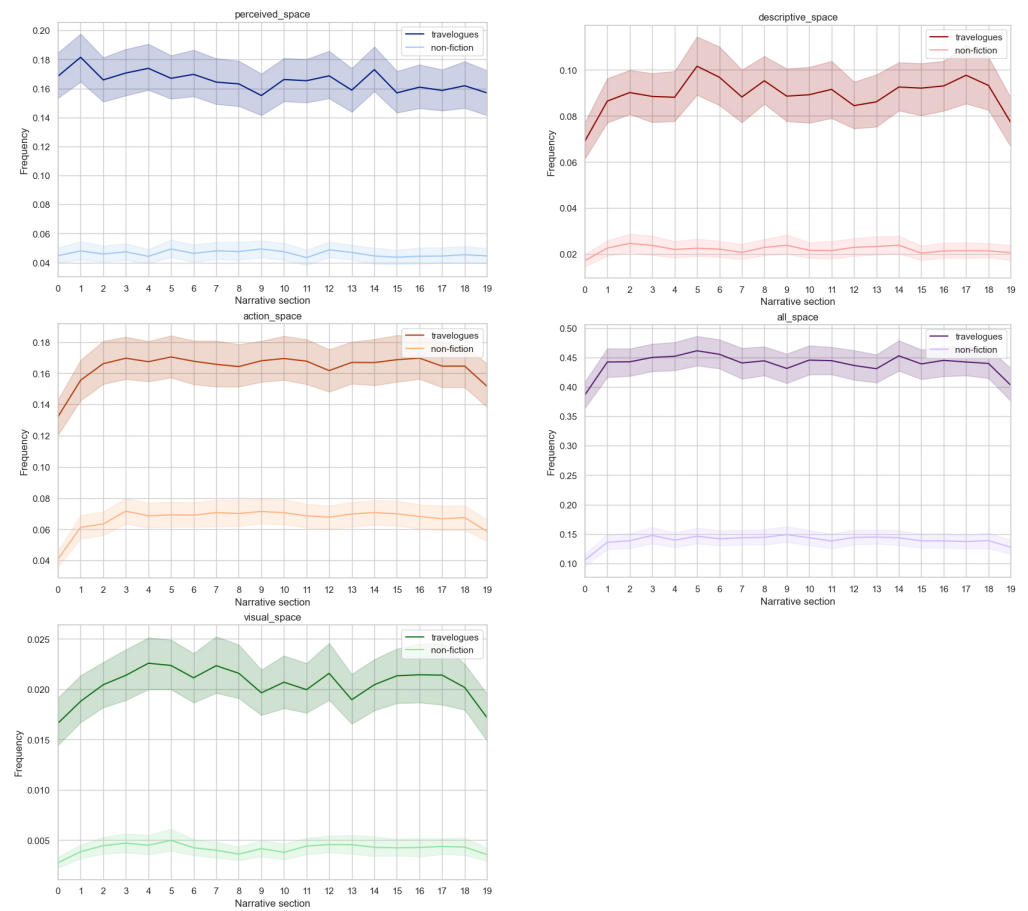 perceived_space
travelogues
non-fiction
0.20
0.18
0.16
0.14
0.12
0.10
0.08
0.06
0.04
Frequency
0 1 2 3 4 5 6 7 8 9 10 11 12 13 14 15 16 17 18 19
Narrative section
descriptive_space
travelogues
non-fiction
0.10
0.08
0.06
0.04
0.02
Frequency
0 1 2 3 4 5 6 7 8 9 10 11 12 13 14 15 16 17 18 19
Narrative section
action_space
travelogues
non-fiction
0.18
0.16
0.14
0.12
0.10
0.08
0.06
0.04
Frequency
0 1 2 3 4 5 6 7 8 9 10 11 12 13 14 15 16 17 18 19
Narrative section
all_space
travelogues
non-fiction
0.50
0.45
0.40
0.35
0.30
0.25
0.20
0.15
0.10
Frequency
0 1 2 3 4 5 6 7 8 9 10 11 12 13 14 15 16 17 18 19
Narrative section
visual_space
travelogues
non-fiction
0.025
0.020
0.015
0.010
0.005
Frequency
0 1 2 3 4 5 6 7 8 9 10 11 12 13 14 15 16 17 18 19
Narrative section